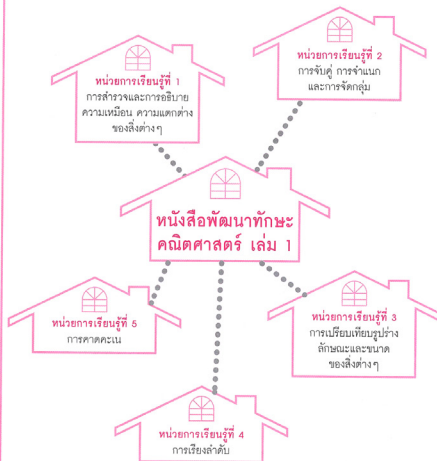 หน่วยการเรียนรู้ที่ 1
การสำรวจและการอธิบาย
ความเหมือน ความแตกต่าง
ของสิ่งต่างๆ
หน่วยการเรียนรู้ที่ 2
การจับคู่ การจำแนก
และการจัดกลุ่ม
หนังสือพัฒนาทักษะ
คณิตศาสตร์ เล่ม 1
หน่วยการเรียนรู้ที่ 5
การคาดคะเน
หน่วยการเรียนรู้ที่ 3
การเปรียบเทียบรูปร่าง
ลักษณะและขนาด
ของสิ่งต่างๆ
หน่วยการเรียนรู้ที่ 4
การเรียงลำดับ